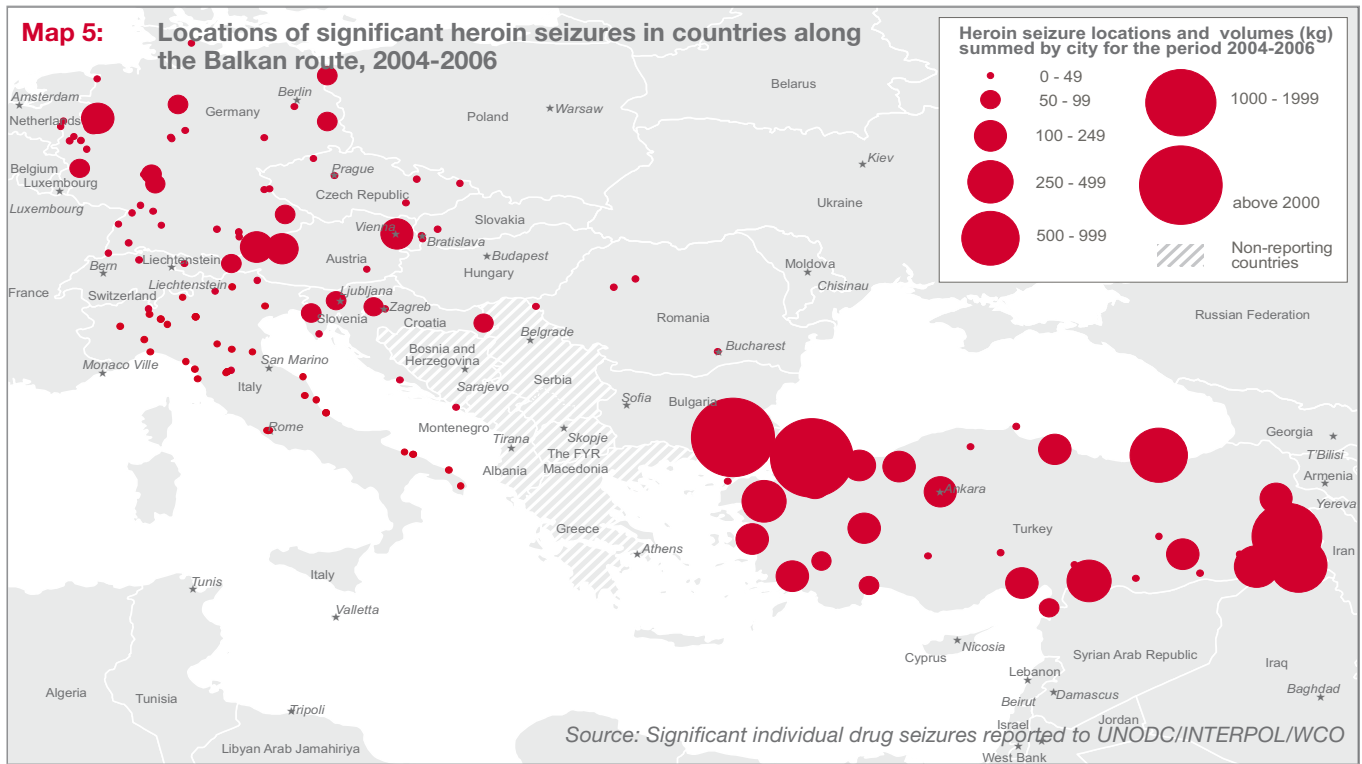 Map 5: Locations of significant heroin seizures in countries along
the Balkan route, 2004-2006
Heroin seizure locations and volumes (kg)
summed by city for the period 2004-2006
0 - 49
50 - 99
100 - 249
250 - 499
500 - 999
1000 - 1999
above 2000
Non-reporting
countries
Amsterdam
Netherlands
Berlin
Germany
Poland
Warsaw
Belarus
Belgium
Luxembourg
Luxembourg
Prague
Czech Republic
Kiev
Ukraine
Slovakia
Vienna
Bratislava
Austria
Budapest
Hungary
Moldova
Chisinau
Bern
Liechtenstein
Liechtenstein
France
Switzerland
Ljubljana
Slovenia
Zagreb
Croatia
Romania
Russian Federation
Belgrade
Bosnia and
Herzegovina
Bucharest
Monaco Ville
San Marino
Italy
Sarajevo
Serbia
Sofia
Bulgaria
Rome
Montenegro
Tirana
Skopje
The FYR
Macedonia
Albania
Georgia
T'Bilisi
Armenia
Yereva
Ankara
Turkey
Iran
Greece
Athens
Italy
Tunis
Valletta
Nicosia
Cyprus
Syrian Arab Republic
Lebanon
Iraq
Beirut
Damascus
Baghdad
Algeria
Tunisia
Tripoli
Israel
Jordan
Libyan Arab Jamahiriya
West Bank
Source: Significant individual drug seizures reported to UNODC/INTERPOL/WCO